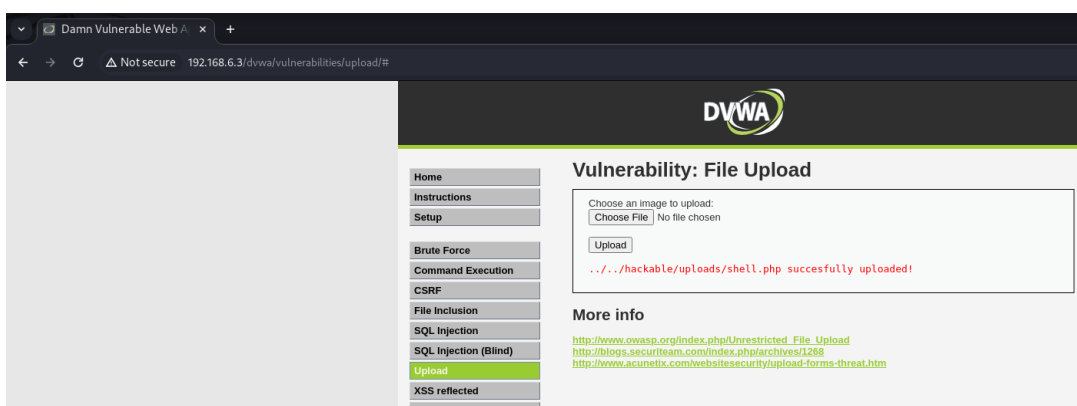 Damn Vulnerable Web A
Not secure 192.168.6.3/dvwa/vulnerabilities/upload/#
DVWA
Home
Instructions
Setup
Brute Force
Command Execution
CSRF
File Inclusion
SQL Injection
SQL Injection (Blind)
Upload
XSS reflected
Vulnerability: File Upload
Choose an image to upload:
Choose File No file chosen
Upload
../../hackable/uploads/shell.php succesfully uploaded!
More info
http://www.owasp.org/index.php/Unrestricted_File_Upload
http://blogs.securiteam.com/index.php/archives/1268
http://www.acunetix.com/websitesecurity/upload-forms-threat.htm